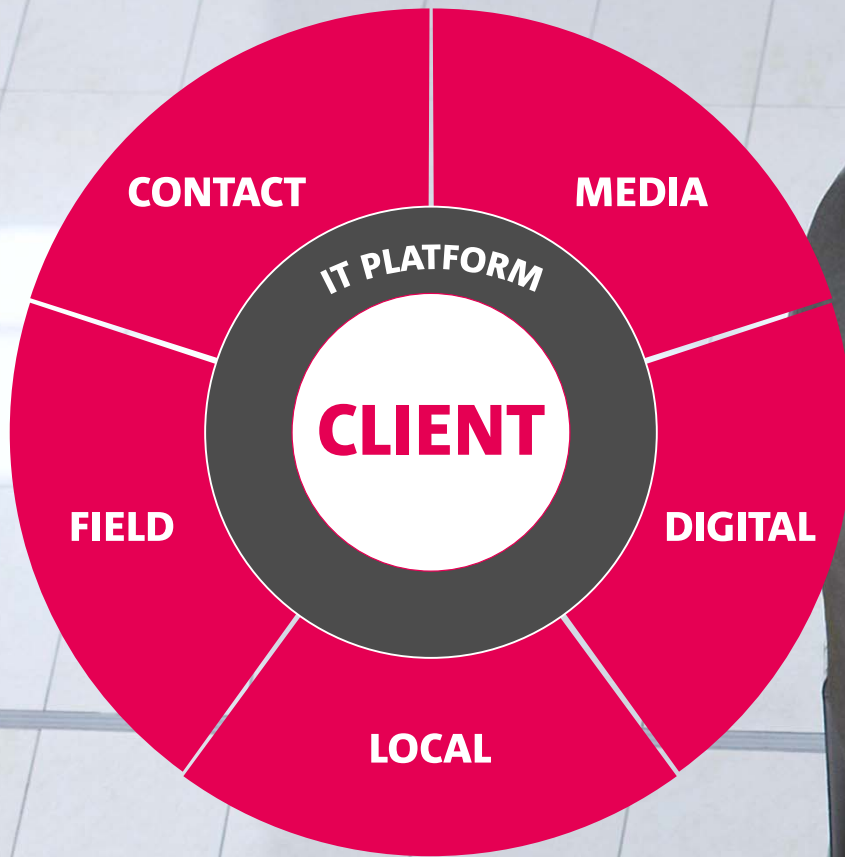 CONTACT
MEDIA
IT PLATFORM
CLIENT
FIELD
DIGITAL
LOCAL